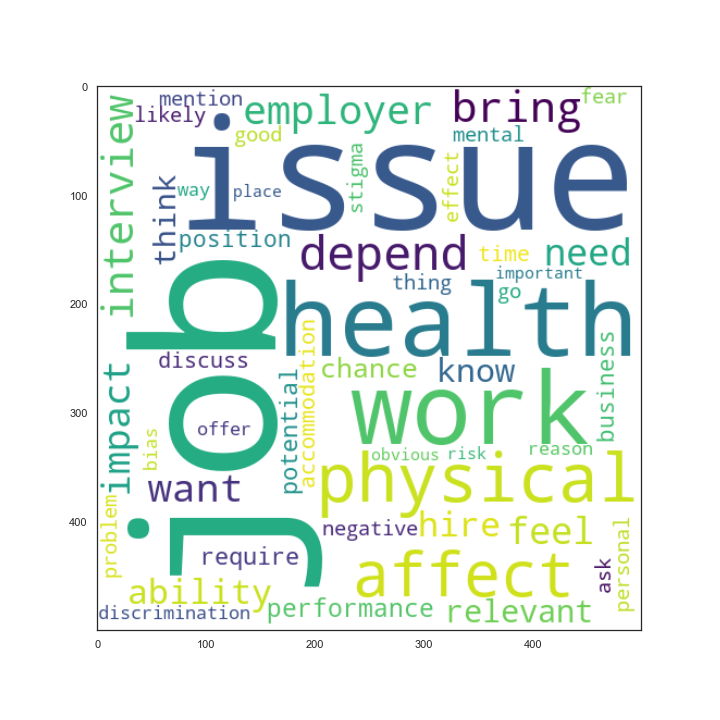 0
100
200
300
400
mention
likely
employer
bring
fear
interview
good
mental
issue
think
way
place
stigma
effect
position
depend
time
need
important
thing
go
job
health
discuss
accommodation
chance
know
business
impact
potential
work
offer
bias
obvious
risk
reason
want
physical
problem
negative
hire
feel
require
affect
ask
personal
ability
discrimination
performance
relevant
0
100
200
300
400